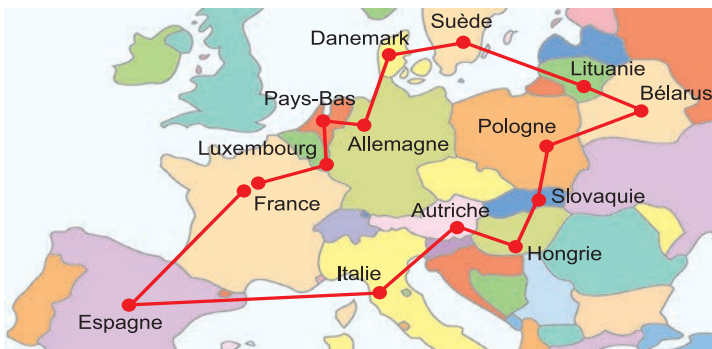 Suède
Danemark
Lituanie
Bélarus
Pays-Bas
Pologne
Allemagne
Luxembourg
Slovaquie
France
Autriche
Hongrie
Italie
Espagne